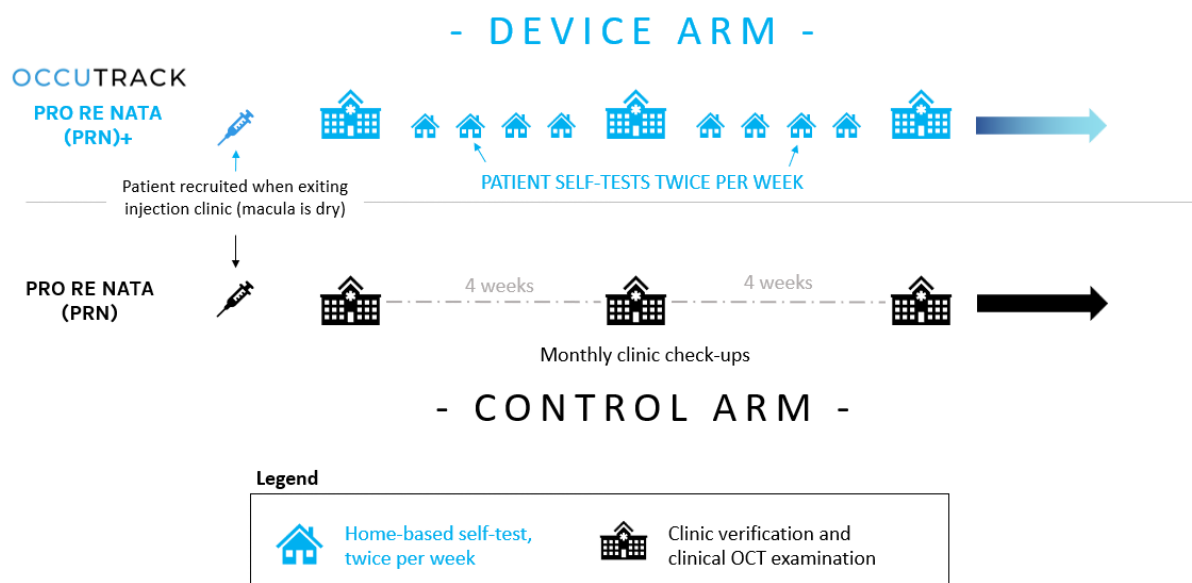 - DEVICE ARM -
OCCUTRACK
PRO RE NATA
(PRN)+
PATIENT SELF-TESTS TWICE PER WEEK
Patient recruited when exiting
injection clinic (macula is dry)
PRO RE NATA
(PRN)
4 weeks
4 weeks
Monthly clinic check-ups
- CONTROL ARM -
Legend
Home-based self-test,
twice per week
Clinic verification and
clinical OCT examination